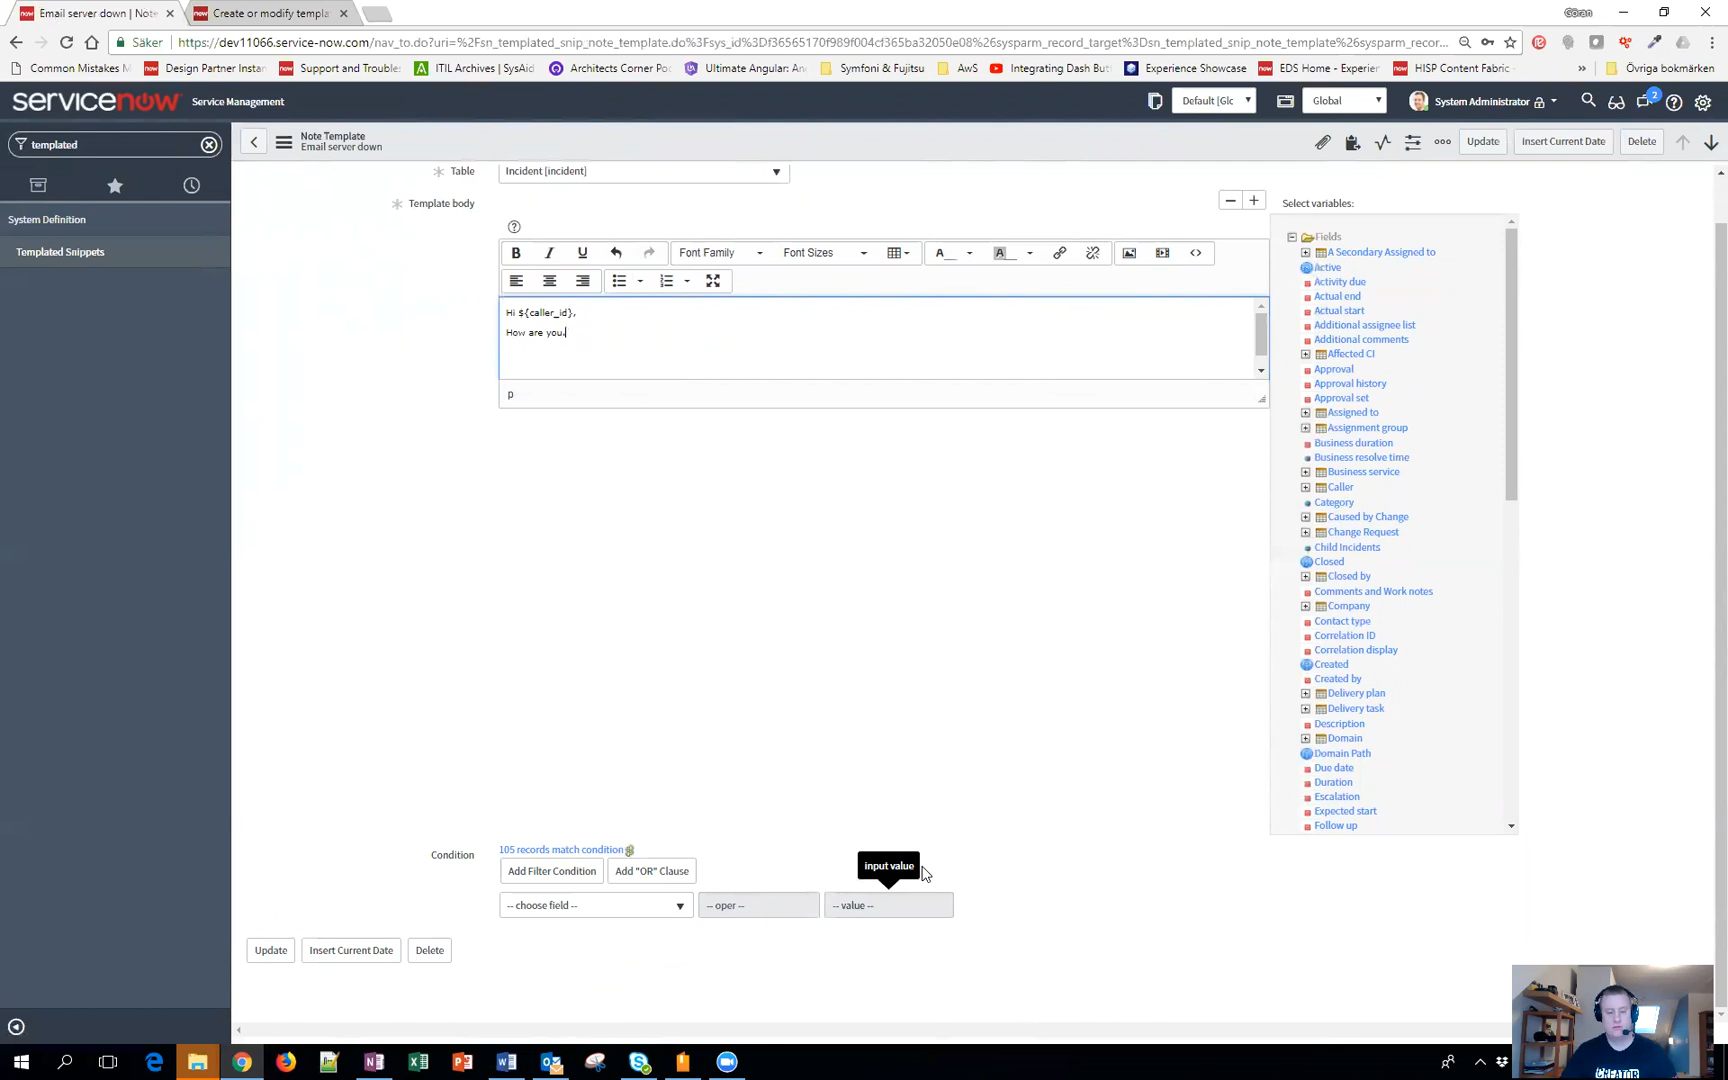 Email server down | Note
Create or modify templa
Göran
Säker
https://dev11066.service-now.com/nav_to.do?uri=%2Fsn_templated_snip_note_template.do%3Fsys_id%3Df36565170f989f004cf365ba32050e08%26sysparm_record_target%3Dsn_templated_snip_note_template%26sysparm_recor...
Common Mistakes
Design Partner Instan
Support and Trouble
ITIL Archives | SysAid
Architects Corner Po
Ultimate Angular: An
Symfoni & Fujitsu
AwS
Integrating Dash Butt
Experience Showcase
EDS Home - Experien
HISP Content Fabric -
Övriga bokmärken
servicenow
Service Management
Default [Glc
Global
System Administrator
2
templated
Note Template
Email server down
Update
Insert Current Date
Delete
System Definition
Templated Snippets
Table
Incident [incident]
Template body
Select variables:
B I U
Font Family
Font Sizes
A
A
Hi ${caller_id},
How are you.
p
Fields
A Secondary Assigned to
Active
Activity due
Actual end
Actual start
Additional assignee list
Additional comments
Affected CI
Approval
Approval history
Approval set
Assigned to
Assignment group
Business duration
Business resolve time
Business service
Caller
Category
Caused by Change
Change Request
Child Incidents
Closed
Closed by
Comments and Work notes
Company
Contact type
Correlation ID
Correlation display
Created
Created by
Delivery plan
Delivery task
Description
Domain
Domain Path
Due date
Duration
Escalation
Expected start
Follow up
Condition
105 records match condition
Add Filter Condition
Add "OR" Clause
input value
-- choose field --
-- oper --
-- value --
Update
Insert Current Date
Delete
CREATOR